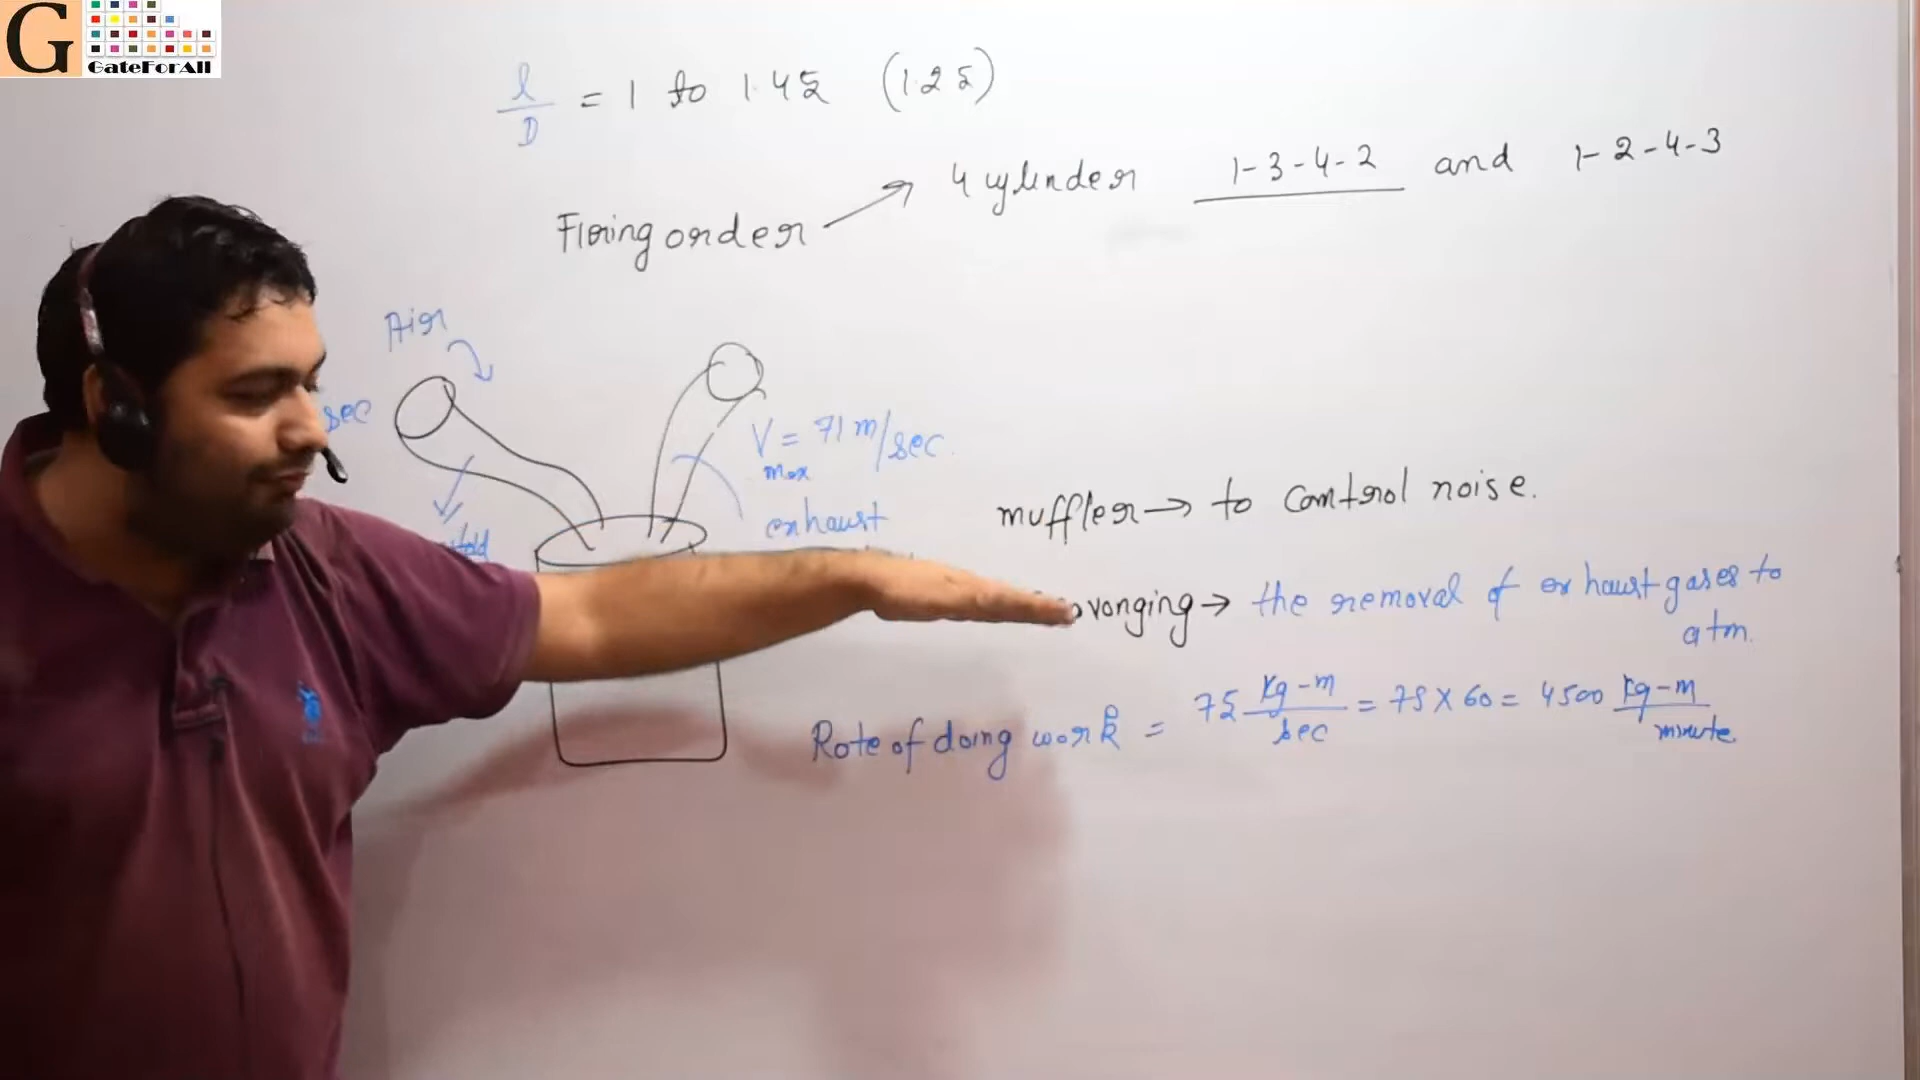 G
GateForAll
l/D = 1 to 1.45 (1.25)
Firing order → 4 cylinder 1-3-4-2 and 1-2-4-3
Air
sec
V max = 71 m/sec.
exhaust
muffler → to control noise.
vonging → the removal of exhaust gases to
atm.
Rate of doing work = 75 kg-m/sec = 75 X 60 = 4500 kg-m/minute.